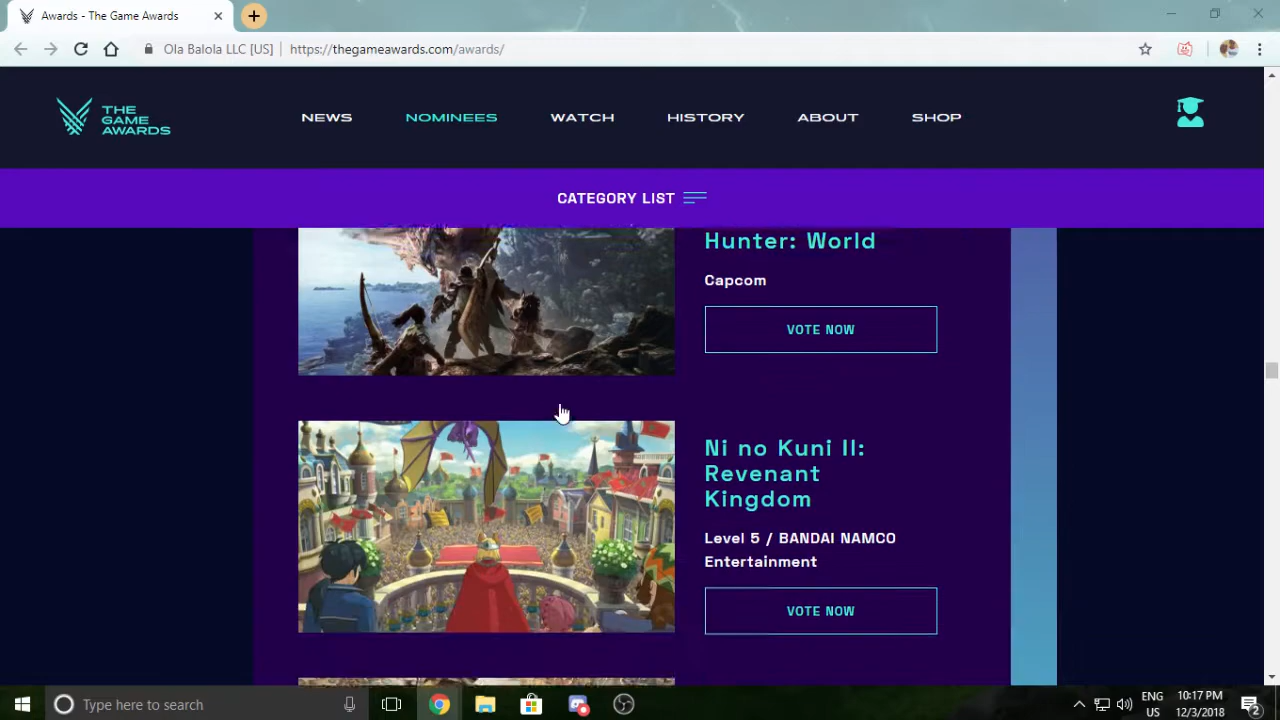 Awards - The Game Awards
Ola Balola LLC [US] | https://thegameawards.com/awards/
THE GAME AWARDS
NEWS NOMINEES WATCH HISTORY ABOUT SHOP
CATEGORY LIST
Hunter: World
Capcom
VOTE NOW
Ni no Kuni II:
Revenant
Kingdom
Level 5 / BANDAI NAMCO
Entertainment
VOTE NOW
Type here to search
ENG
US
10:17 PM
12/3/2018
2